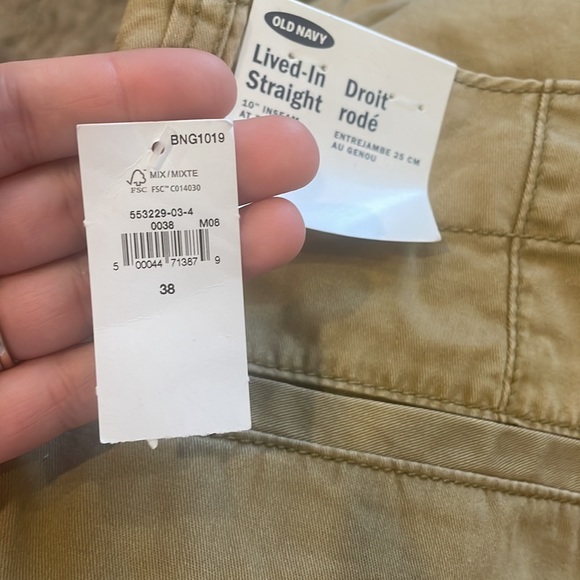 OLD NAVY
Lived-In
Straight
10" INSEAM
AT
Droit
rodé
ENTREJAMBE 25 CM
AU GENOU
BNG1019
FSC
MIX/MIXTE
FSC™ C014030
553229-03-4
0038 M08
5 00044 71387 9
38